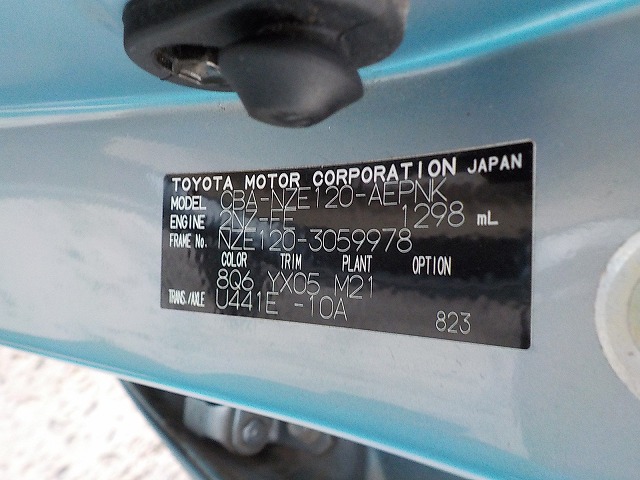 TOYOTA MOTOR CORPORATION JAPAN
MODEL CBA-NZE120-AEPNK
ENGINE 2NZ-FE 1298 mL
FRAME No. NZE120-3059978
COLOR TRIM PLANT OPTION
8Q6 YX05 M21
TRANS./AXLE U441E -10A
823